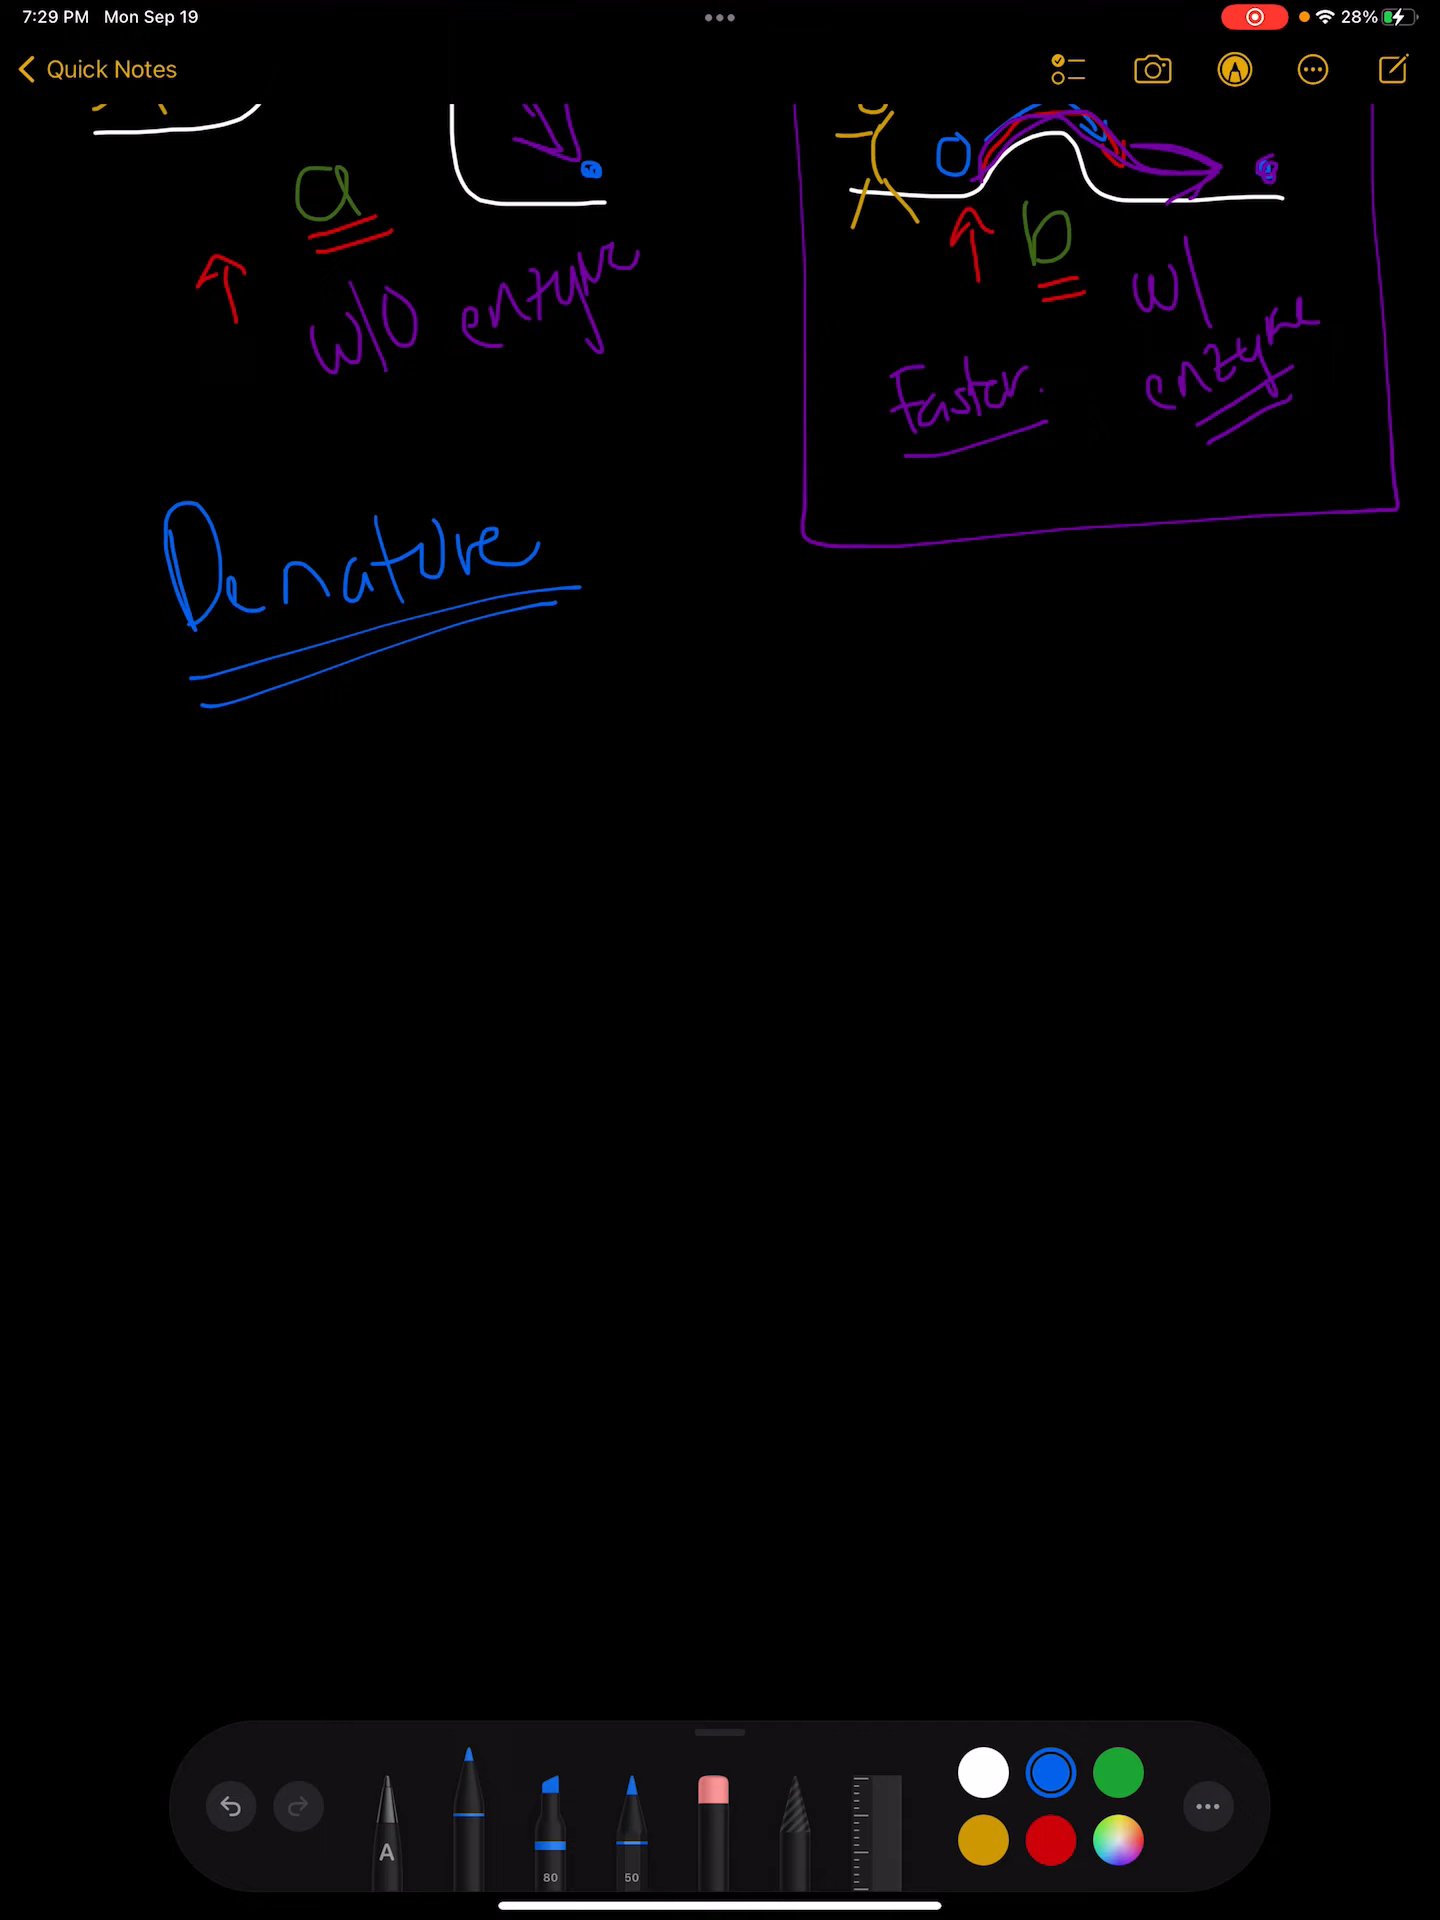 7:29 PM Mon Sep 19
28%
Quick Notes
a
w/o enzyme
b
w/
enzyme
Faster.
Denature
A
80
50